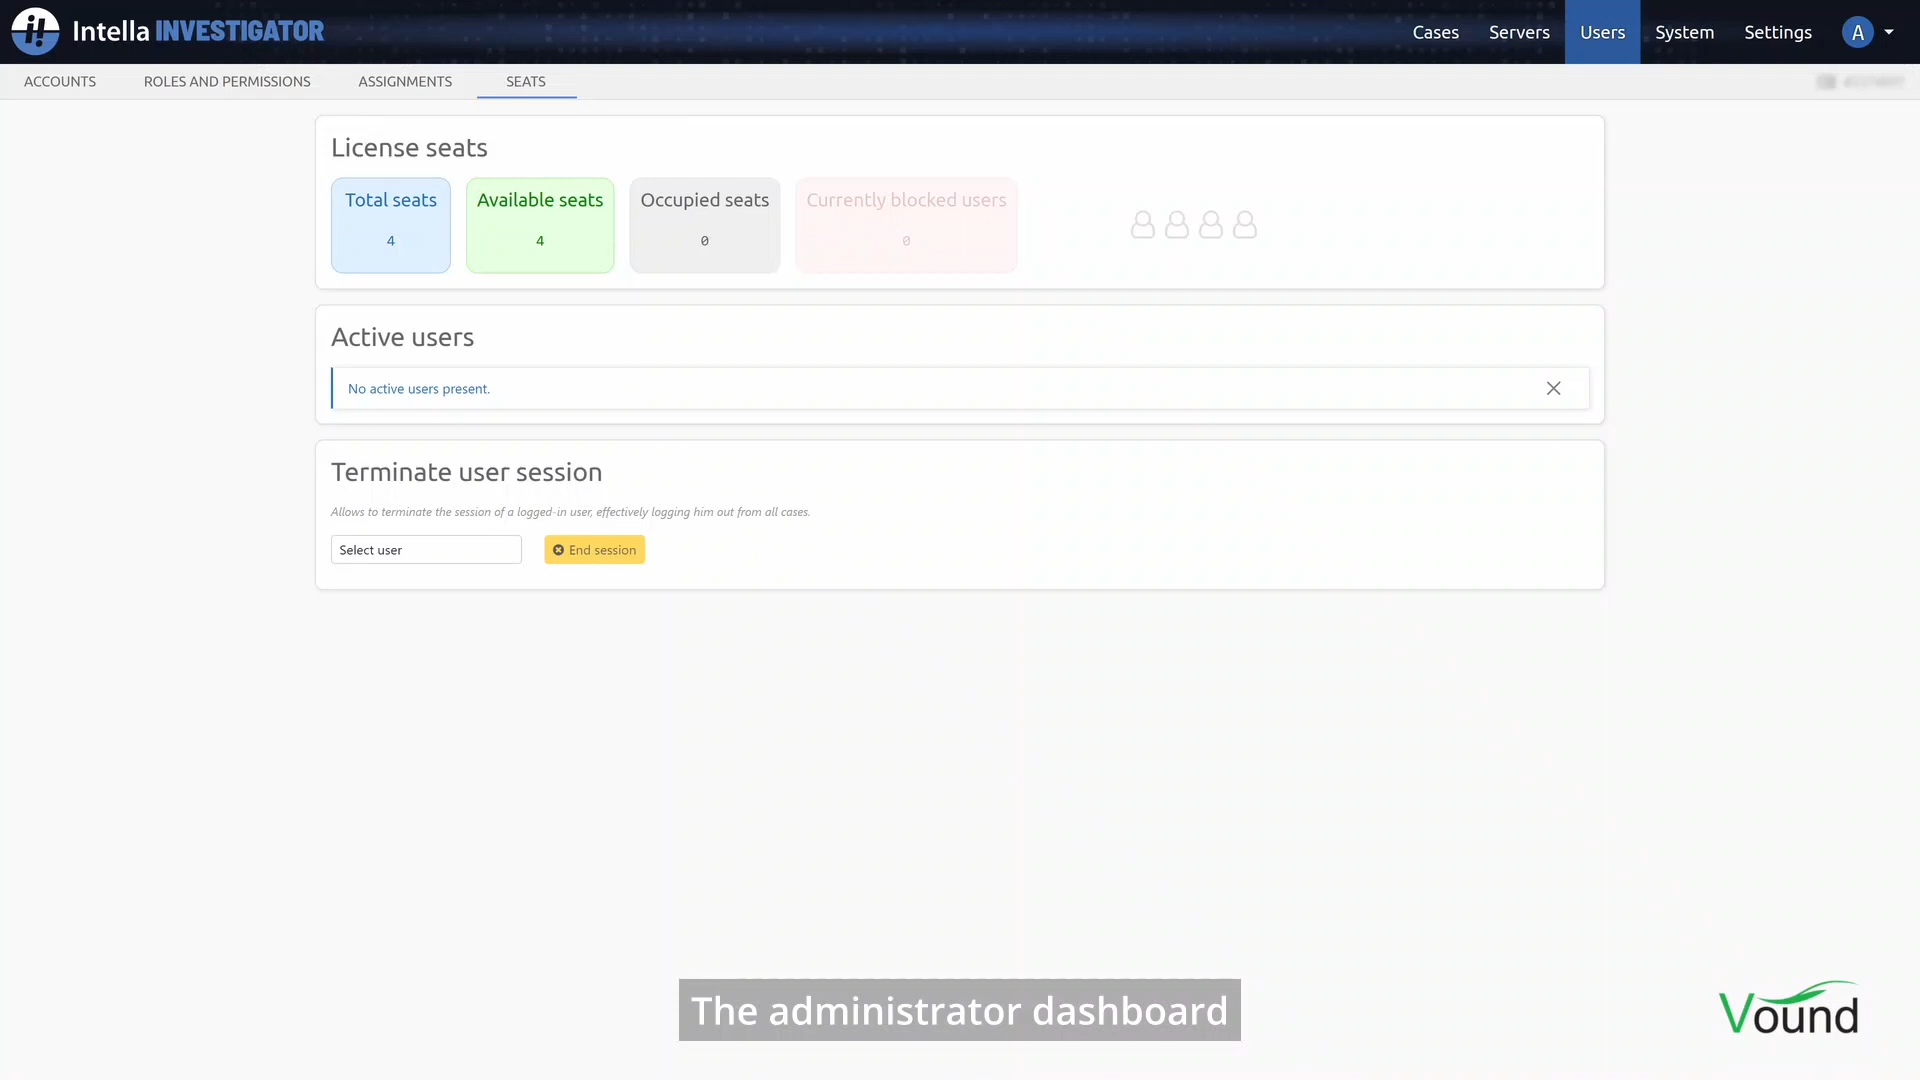 Intella INVESTIGATOR
Cases Servers Users System Settings A
ACCOUNTS ROLES AND PERMISSIONS ASSIGNMENTS SEATS
License seats
Total seats Available seats Occupied seats Currently blocked users
4 4 0 0
Active users
No active users present.
Terminate user session
Allows to terminate the session of a logged-in user, effectively logging him out from all cases.
Select user End session
The administrator dashboard
Vound